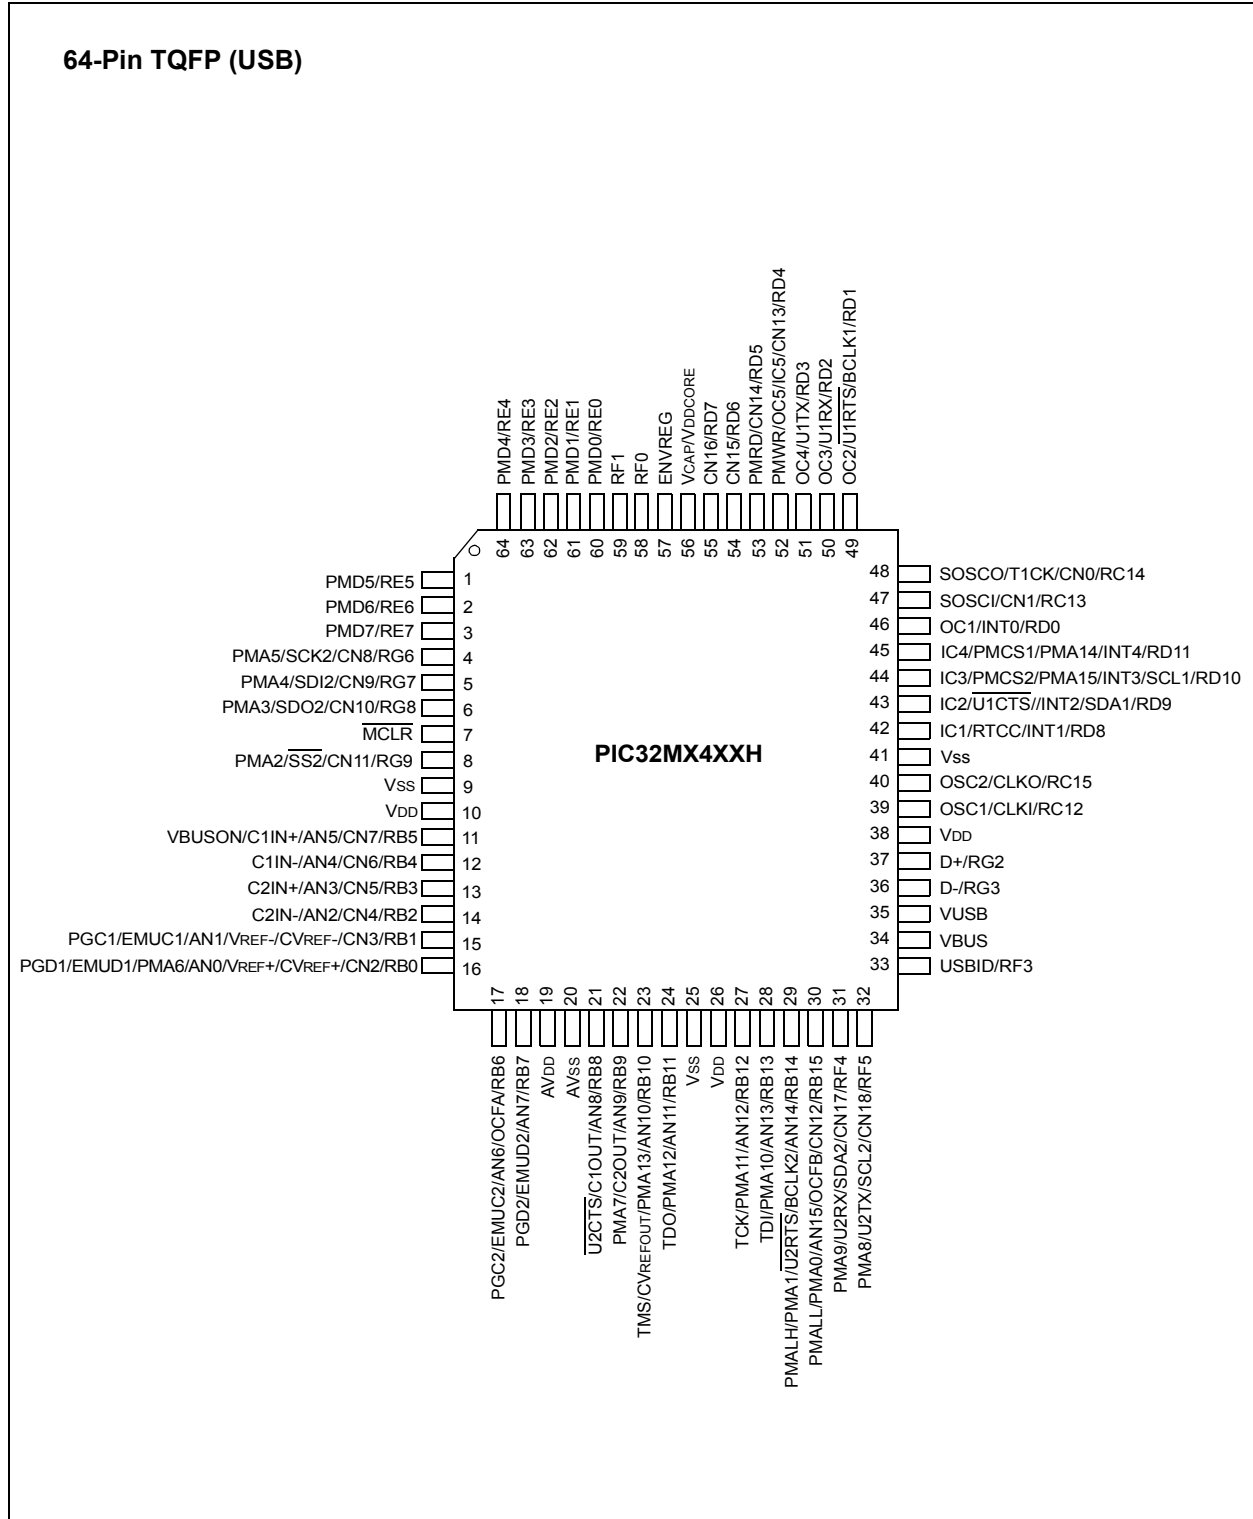 64-Pin TQFP (USB)
PMD4/RE4
PMD3/RE3
PMD2/RE2
PMD1/RE1
PMD0/RE0
RF1
RF0
ENVREG
VCAP/VDDCORE
CN16/RD7
CN15/RD6
PMRD/CN14/RD5
PMWR/OC5/IC5/CN13/RD4
OC4/U1TX/RD3
OC3/U1RX/RD2
OC2/U1RTS/BCLK1/RD1
64 63 62 61 60 59 58 57 56 55 54 53 52 51 50 49
PMD5/RE5 1
PMD6/RE6 2
PMD7/RE7 3
PMA5/SCK2/CN8/RG6 4
PMA4/SDI2/CN9/RG7 5
PMA3/SDO2/CN10/RG8 6
MCLR 7
PMA2/SS2/CN11/RG9 8
VSS 9
VDD 10
VBUSON/C1IN+/AN5/CN7/RB5 11
C1IN-/AN4/CN6/RB4 12
C2IN+/AN3/CN5/RB3 13
C2IN-/AN2/CN4/RB2 14
PGC1/EMUC1/AN1/VREF-/CVREF-/CN3/RB1 15
PGD1/EMUD1/PMA6/AN0/VREF+/CVREF+/CN2/RB0 16
PIC32MX4XXH
48 SOSCO/T1CK/CN0/RC14
47 SOSCI/CN1/RC13
46 OC1/INT0/RD0
45 IC4/PMCS1/PMA14/INT4/RD11
44 IC3/PMCS2/PMA15/INT3/SCL1/RD10
43 IC2/U1CTS//INT2/SDA1/RD9
42 IC1/RTCC/INT1/RD8
41 Vss
40 OSC2/CLKO/RC15
39 OSC1/CLKI/RC12
38 VDD
37 D+/RG2
36 D-/RG3
35 VUSB
34 VBUS
33 USBID/RF3
17 18 19 20 21 22 23 24 25 26 27 28 29 30 31 32
PGC2/EMUC2/AN6/OCFA/RB6
PGD2/EMUD2/AN7/RB7
AVDD
AVSS
U2CTS/C1OUT/AN8/RB8
PMA7/C2OUT/AN9/RB9
TMS/CVREFOUT/PMA13/AN10/RB10
TDO/PMA12/AN11/RB11
VSS
VDD
TCK/PMA11/AN12/RB12
TDI/PMA10/AN13/RB13
PMALH/PMA1/U2RTS/BCLK2/AN14/RB14
PMALL/PMA0/AN15/OCFB/CN12/RB15
PMA9/U2RX/SDA2/CN17/RF4
PMA8/U2TX/SCL2/CN18/RF5